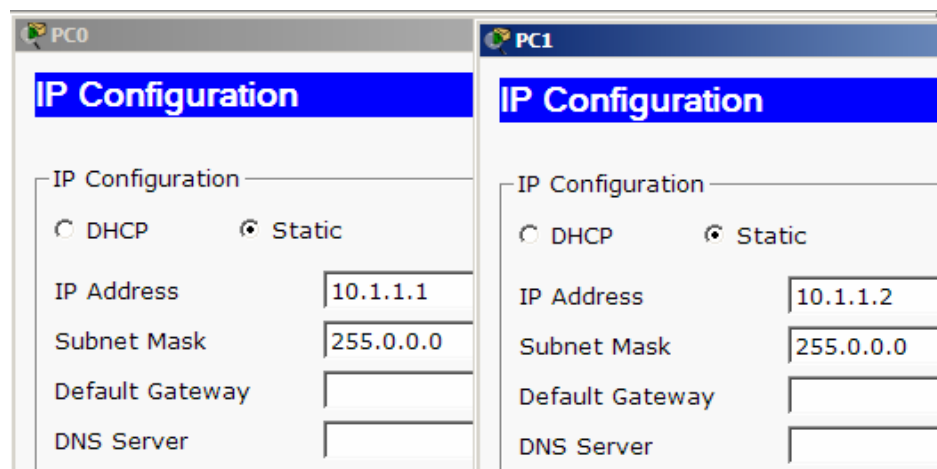 PC0
IP Configuration
IP Configuration
DHCP Static
IP Address 10.1.1.1
Subnet Mask 255.0.0.0
Default Gateway
DNS Server
PC1
IP Configuration
IP Configuration
DHCP Static
IP Address 10.1.1.2
Subnet Mask 255.0.0.0
Default Gateway
DNS Server